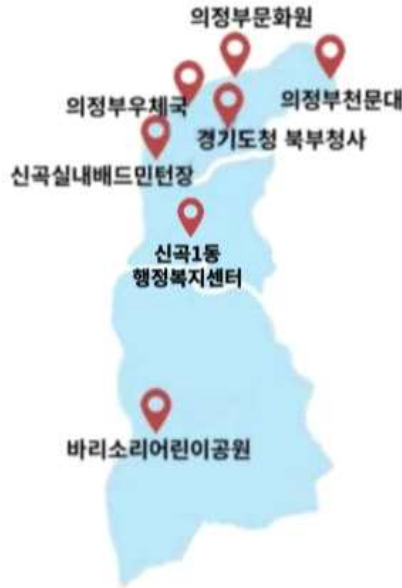 의정부문화원
의정부우체국
의정부천문대
경기도청 북부청사
신곡실내배드민턴장
신곡1동
행정복지센터
바리소리어린이공원